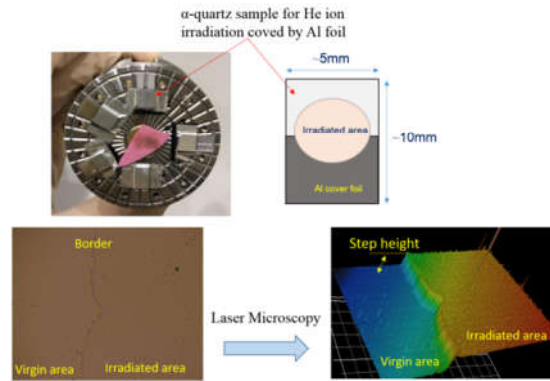 α-quartz sample for He ion
irradiation coved by Al foil
~5mm
Irradiated area
~10mm
Al cover foil
Border
Virgin area
Irradiated area
Laser Microscopy
Step height
Irradiated area
Virgin area